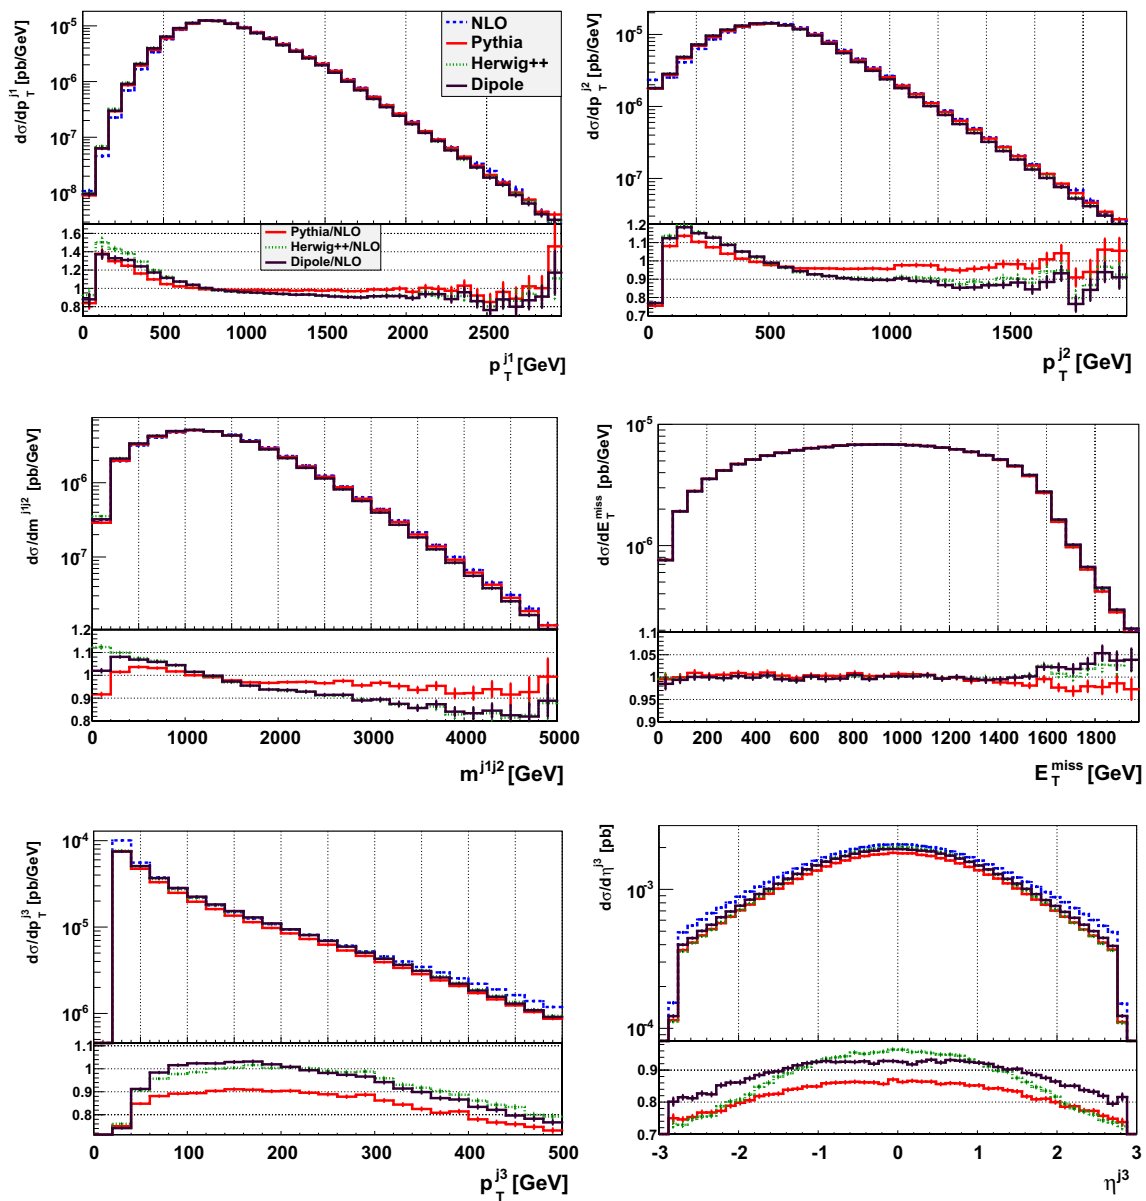 dσ/dp_T^j1 [pb/GeV]
10^-5
10^-6
10^-7
10^-8
NLO
Pythia
Herwig++
Dipole
1.6
1.4
1.2
1
0.8
Pythia/NLO
Herwig++/NLO
Dipole/NLO
0 500 1000 1500 2000 2500
p_T^j1 [GeV]
dσ/dp_T^j2 [pb/GeV]
10^-5
10^-6
10^-7
1.2
1.1
1
0.9
0.8
0.7
0 500 1000 1500
p_T^j2 [GeV]
dσ/dm^j1j2 [pb/GeV]
10^-6
10^-7
1.2
1.1
1
0.9
0.8
0 1000 2000 3000 4000 5000
m^j1j2 [GeV]
dσ/dE_T^miss [pb/GeV]
10^-5
10^-6
1.1
1.05
1
0.95
0.9
0 200 400 600 800 1000 1200 1400 1600 1800
E_T^miss [GeV]
dσ/dp_T^j3 [pb/GeV]
10^-4
10^-5
10^-6
1.1
1
0.9
0.8
0 100 200 300 400 500
p_T^j3 [GeV]
dσ/dη^j3 [pb]
10^-3
10^-4
0.9
0.8
0.7
-3 -2 -1 0 1 2 3
η^j3